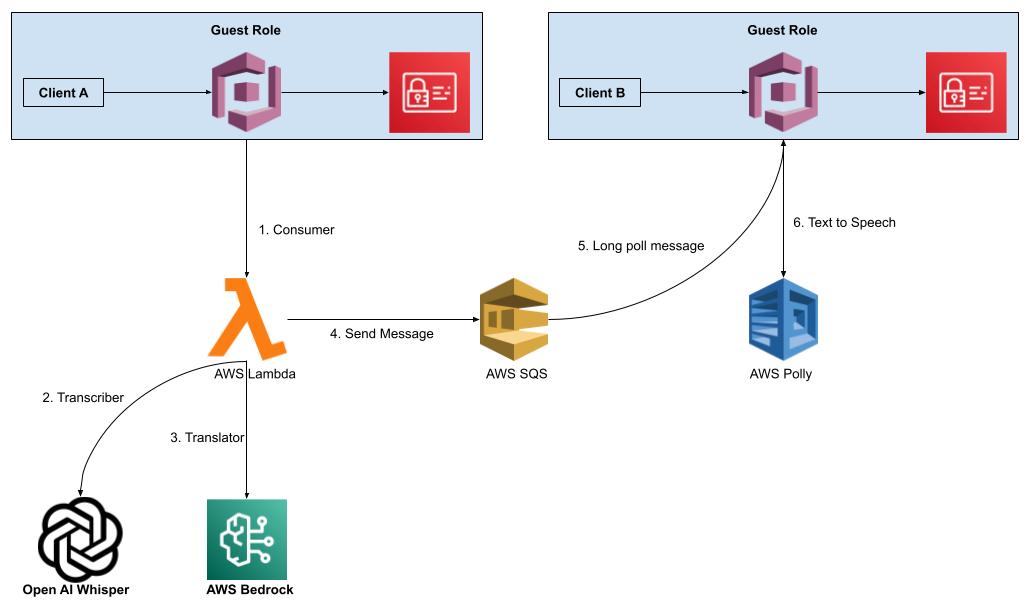 Guest Role
Client A
Guest Role
Client B
1. Consumer
6. Text to Speech
5. Long poll message
4. Send Message
AWS Lambda
AWS SQS
AWS Polly
2. Transcriber
3. Translator
Open AI Whisper
AWS Bedrock